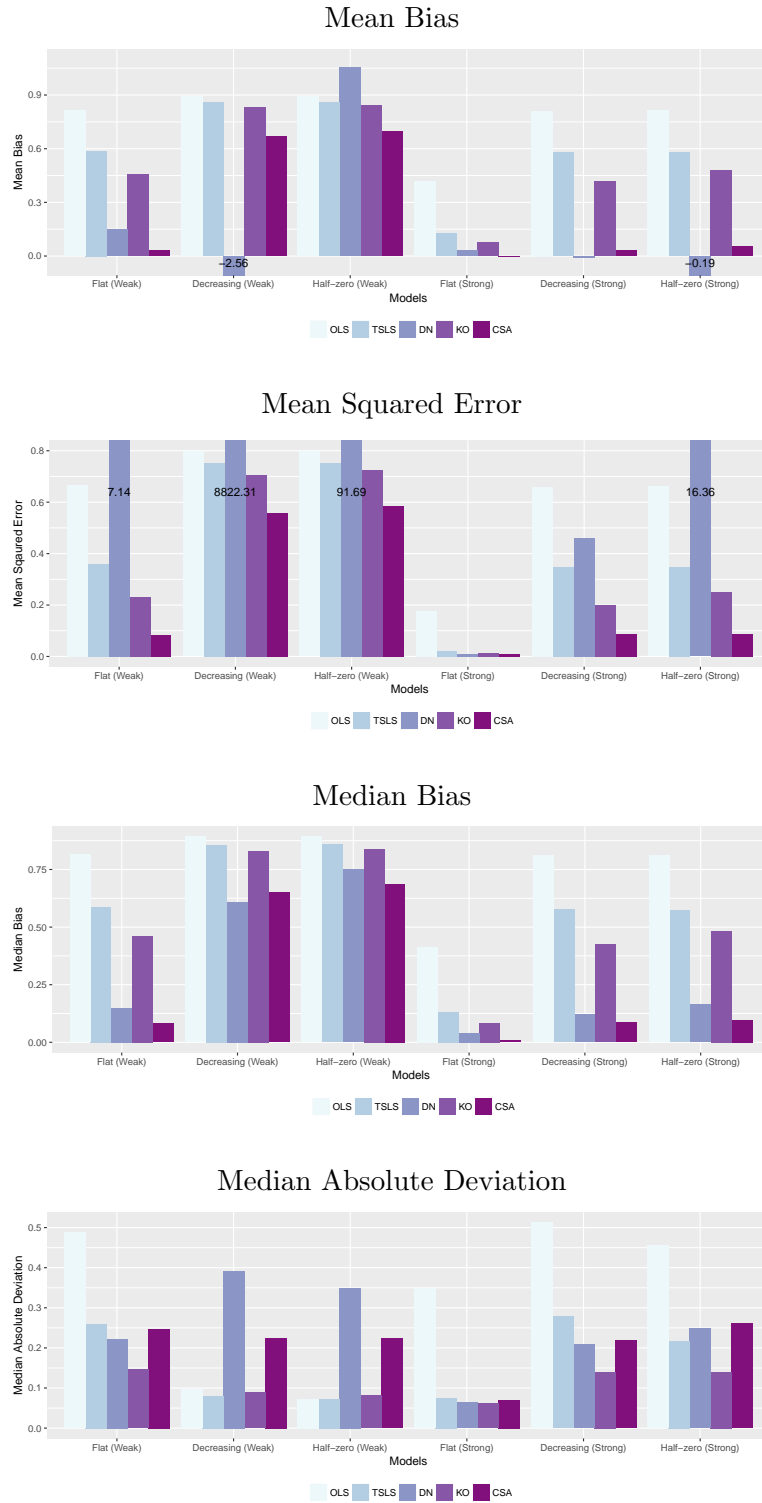 Mean Bias
0.9
0.6
0.3
0.0
Mean Bias
−2.56
−0.19
Flat (Weak) Decreasing (Weak) Half−zero (Weak) Flat (Strong) Decreasing (Strong) Half−zero (Strong)
Models
OLS TSLS DN KO CSA
Mean Squared Error
0.8
0.6
0.4
0.2
0.0
Mean Sqaured Error
7.14 8822.31 91.69 16.36
Flat (Weak) Decreasing (Weak) Half−zero (Weak) Flat (Strong) Decreasing (Strong) Half−zero (Strong)
Models
OLS TSLS DN KO CSA
Median Bias
0.75
0.50
0.25
0.00
Median Bias
Flat (Weak) Decreasing (Weak) Half−zero (Weak) Flat (Strong) Decreasing (Strong) Half−zero (Strong)
Models
OLS TSLS DN KO CSA
Median Absolute Deviation
0.5
0.4
0.3
0.2
0.1
0.0
Median Absolute Deviation
Flat (Weak) Decreasing (Weak) Half−zero (Weak) Flat (Strong) Decreasing (Strong) Half−zero (Strong)
Models
OLS TSLS DN KO CSA